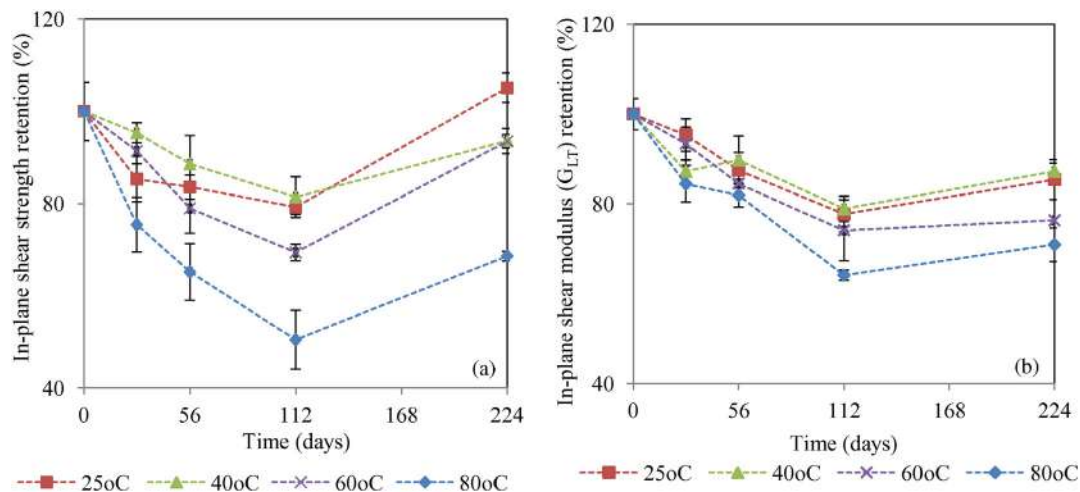 120
80
40
In-plane shear strength retention (%)
(a)
0 56 112 168 224
Time (days)
25oC 40oC 60oC 80oC
120
80
40
In-plane shear modulus (GLT) retention (%)
(b)
0 56 112 168 224
Time (days)
25oC 40oC 60oC 80oC